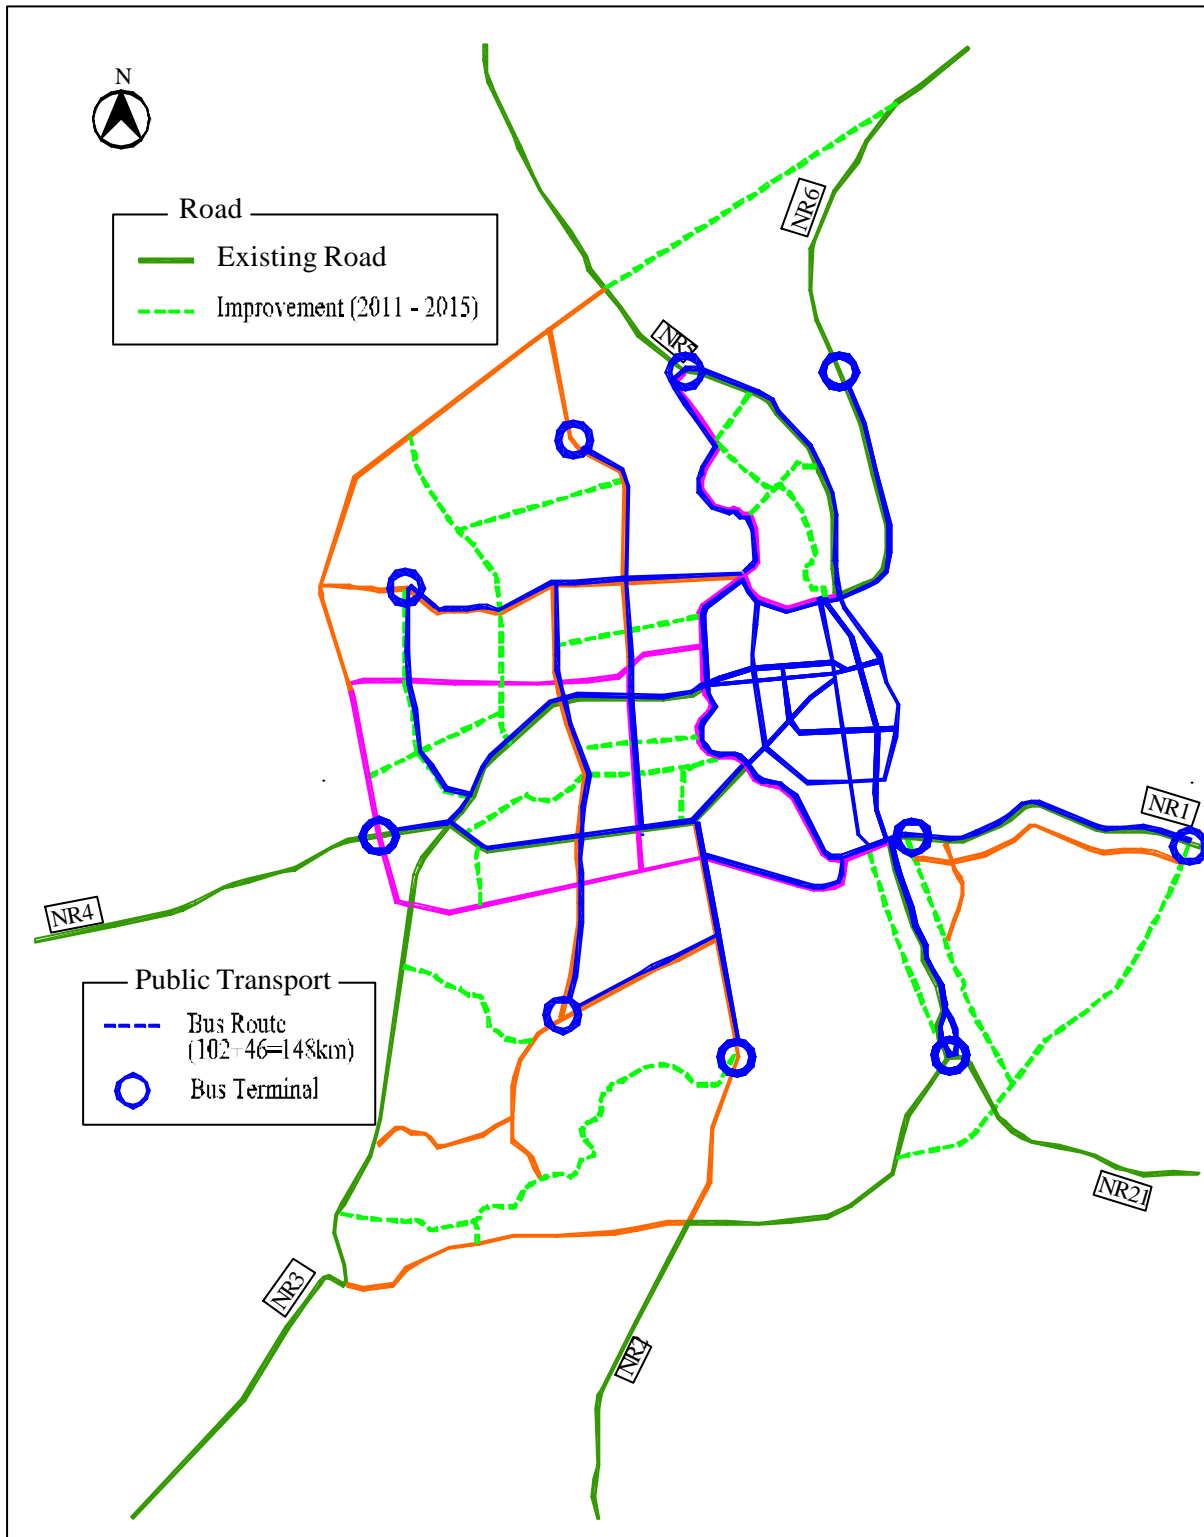 N
NR6
Road
Existing Road
Improvement (2011 - 2015)
NR5
NR1
NR4
Public Transport
Bus Route
(102+46=148km)
Bus Terminal
NR21
NR3
NR2